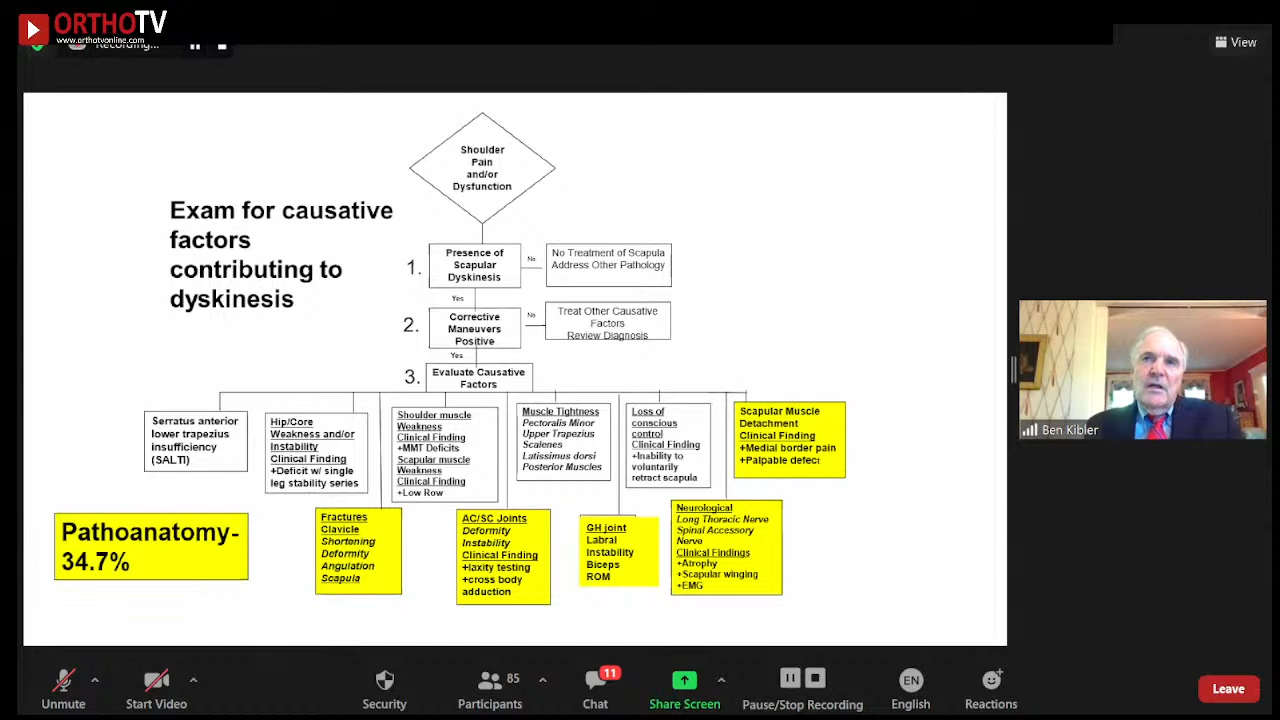 ORTHOTV
www.orthotvonline.com
Recording...
View
Shoulder
Pain
and/or
Dysfunction
Exam for causative
factors
contributing to
dyskinesis
1.
Presence of
Scapular
Dyskinesis
No
No Treatment of Scapula
Address Other Pathology
Yes
2.
Corrective
Maneuvers
Positive
No
Treat Other Causative
Factors
Review Diagnosis
Yes
3.
Evaluate Causative
Factors
Serratus anterior
lower trapezius
insufficiency
(SALTI)
Hip/Core
Weakness and/or
Instability
Clinical Finding
+Deficit w/ single
leg stability series
Shoulder muscle
Weakness
Clinical Finding
+MMT Deficits
Scapular muscle
Weakness
Clinical Finding
+Low Row
Muscle Tightness
Pectoralis Minor
Upper Trapezius
Scalenes
Latissimus dorsi
Posterior Muscles
Loss of
conscious
control
Clinical Finding
+Inability to
voluntarily
retract scapula
Scapular Muscle
Detachment
Clinical Finding
+Medial border pain
+Palpable defect
Pathoanatomy-
34.7%
Fractures
Clavicle
Shortening
Deformity
Angulation
Scapula
AC/SC Joints
Deformity
Instability
Clinical Finding
+laxity testing
+cross body
adduction
GH joint
Labral
Instability
Biceps
ROM
Neurological
Long Thoracic Nerve
Spinal Accessory
Nerve
Clinical Findings
+Atrophy
+Scapular winging
+EMG
Ben Kibler
Unmute
Start Video
Security
85
Participants
11
Chat
Share Screen
Pause/Stop Recording
EN
English
Reactions
Leave